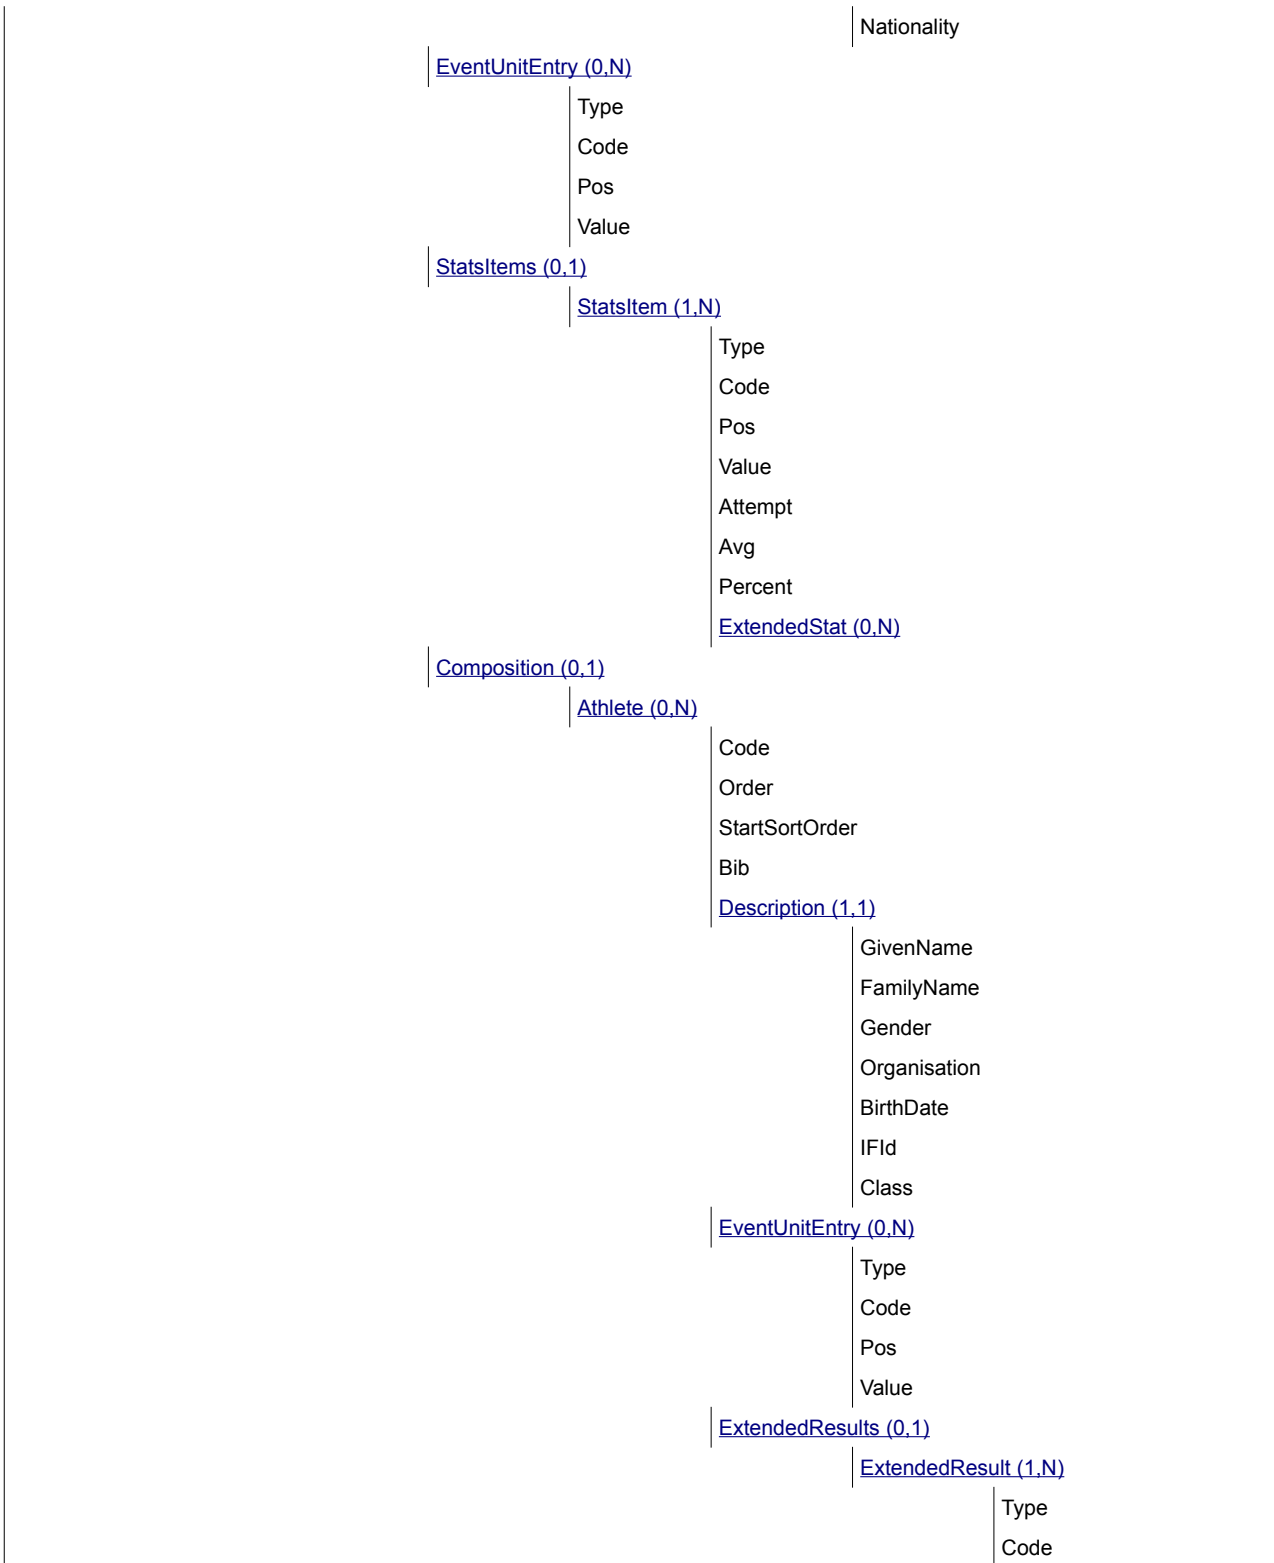 Nationality
EventUnitEntry (0,N)
Type
Code
Pos
Value
StatsItems (0,1)
StatsItem (1,N)
Type
Code
Pos
Value
Attempt
Avg
Percent
ExtendedStat (0,N)
Composition (0,1)
Athlete (0,N)
Code
Order
StartSortOrder
Bib
Description (1,1)
GivenName
FamilyName
Gender
Organisation
BirthDate
IFId
Class
EventUnitEntry (0,N)
Type
Code
Pos
Value
ExtendedResults (0,1)
ExtendedResult (1,N)
Type
Code